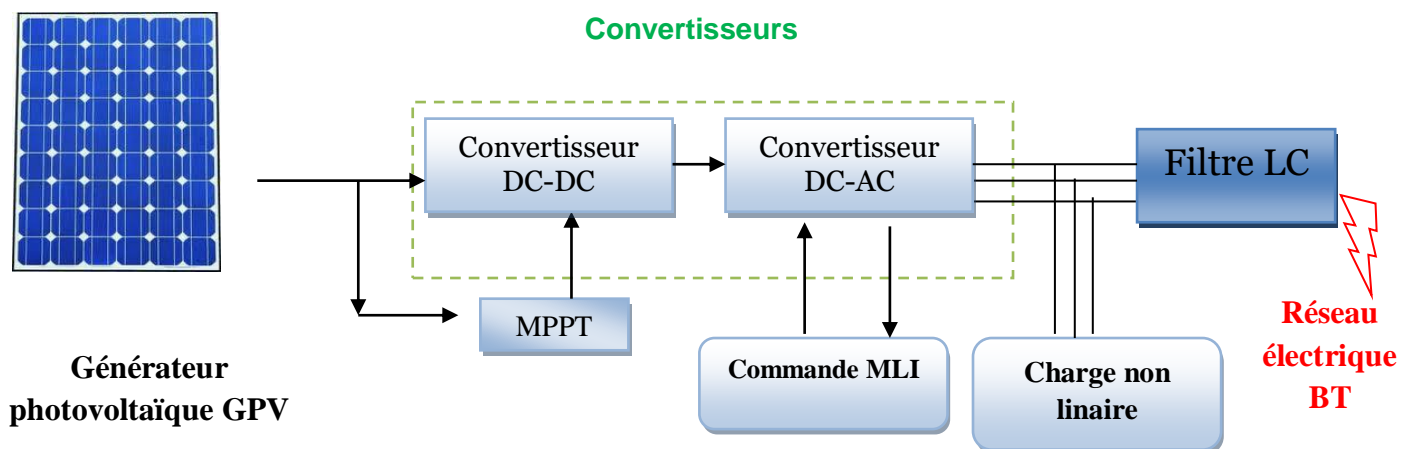 Convertisseurs
Convertisseur
DC-DC
Convertisseur
DC-AC
Filtre LC
MPPT
Réseau
électrique
BT
Générateur
photovoltaïque GPV
Commande MLI
Charge non
linaire